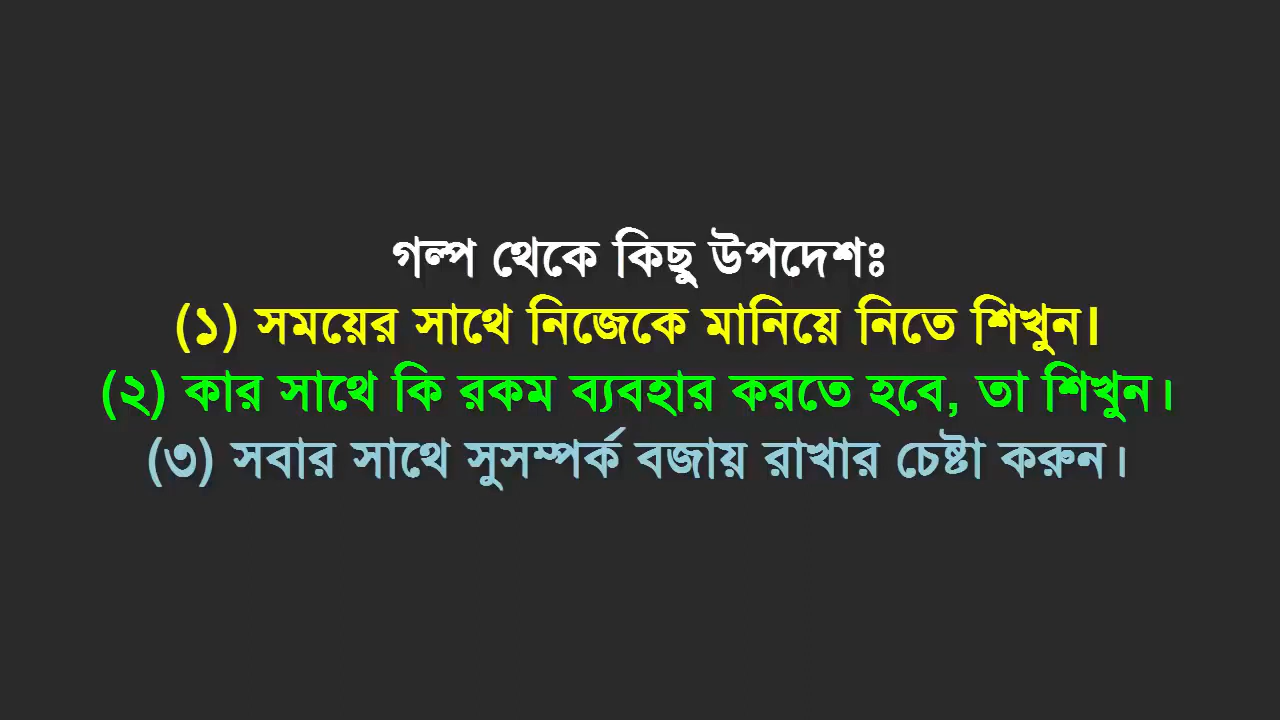 গল্প থেকে কিছু উপদেশঃ
(১) সময়ের সাথে নিজেকে মানিয়ে নিতে শিখুন।
(২) কার সাথে কি রকম ব্যবহার করতে হবে, তা শিখুন।
(৩) সবার সাথে সুসম্পর্ক বজায় রাখার চেষ্টা করুন।